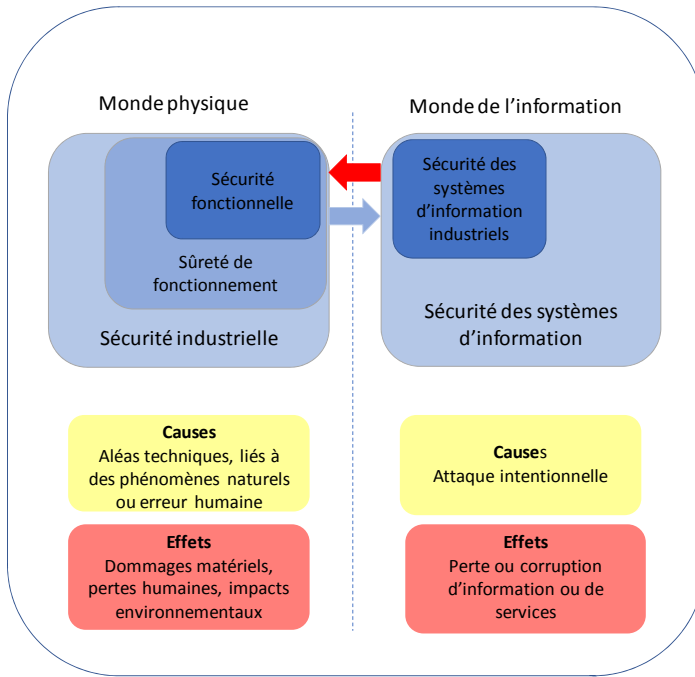 Monde physique
Monde de l'information
Sécurité
fonctionnelle
Sûreté de
fonctionnement
Sécurité industrielle
Sécurité des
systèmes
d'information
industriels
Sécurité des systèmes
d'information
Causes
Aléas techniques, liés à
des phénomènes naturels
ou erreur humaine
Causes
Attaque intentionnelle
Effets
Dommages matériels,
pertes humaines, impacts
environnementaux
Effets
Perte ou corruption
d'information ou de
services